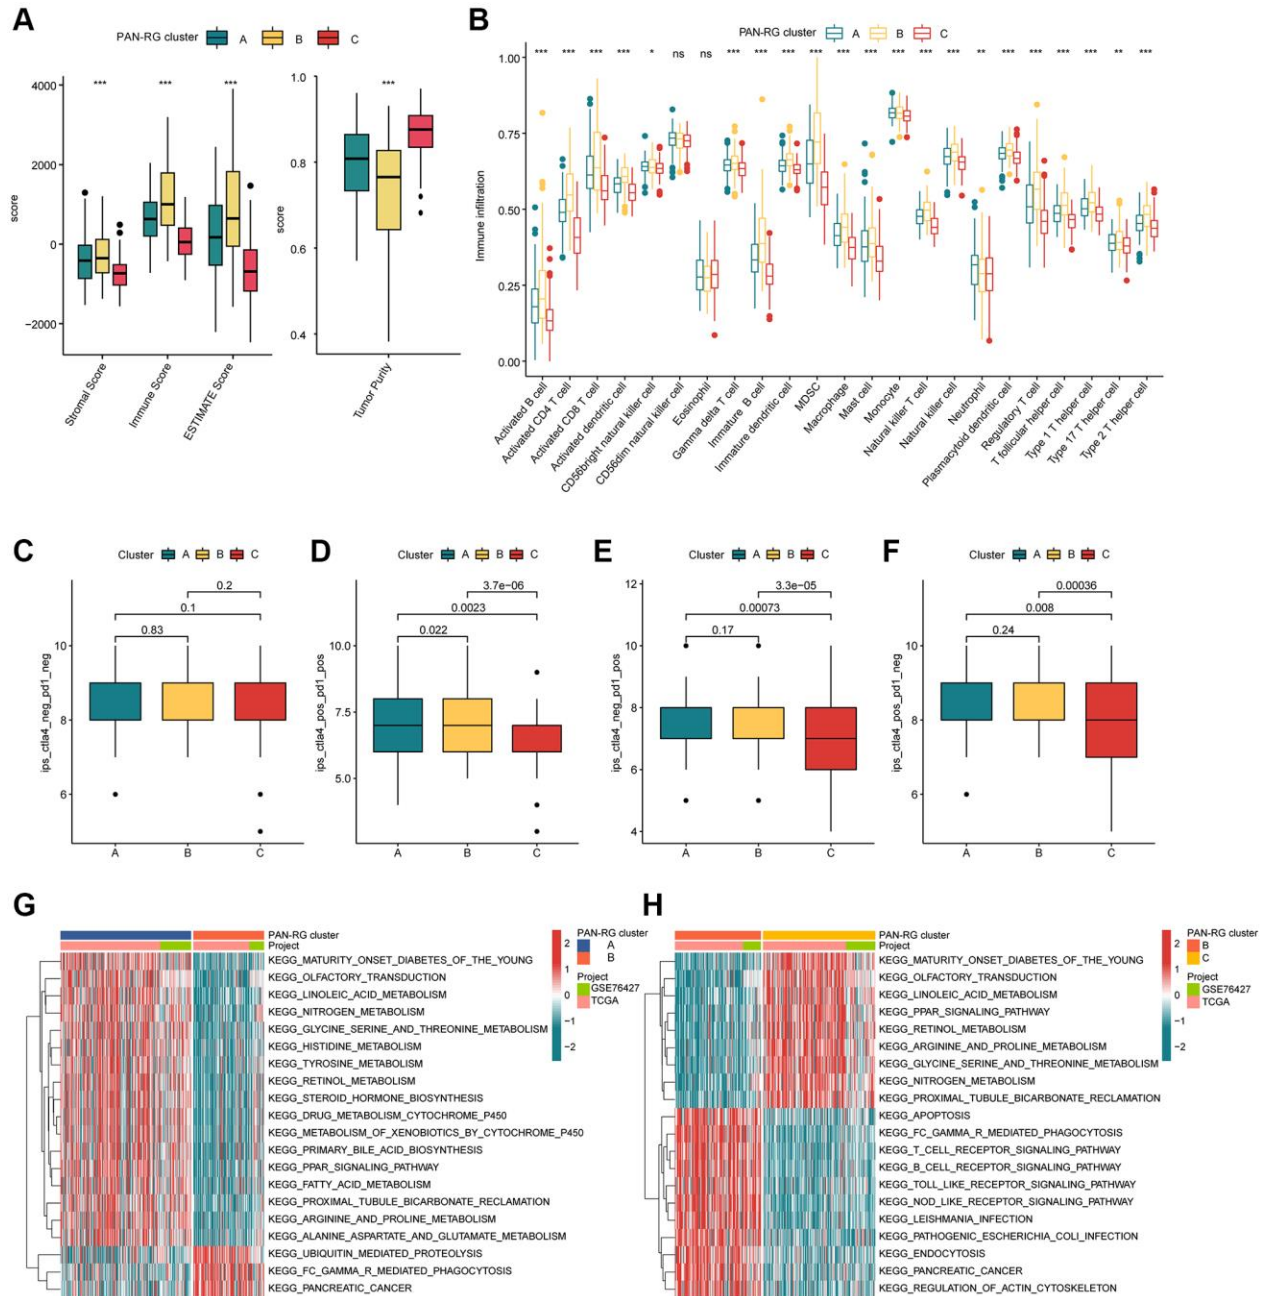 A
PAN-RG cluster A B C
*** *** ***
4000
2000
0
−2000
score
Stromal Score
Immune Score
ESTIMATE Score
***
1.0
0.8
0.6
0.4
score
Tumor Purity
B
PAN-RG cluster A B C
*** *** *** *** * ns ns *** *** *** *** *** *** *** *** *** ** *** *** *** *** ** ***
1.00
0.75
0.50
0.25
0.00
Immune infiltration
Activated B cell
Activated CD4 T cell
Activated CD8 T cell
Activated dendritic cell
CD56bright natural killer cell
CD56dim natural killer cell
Eosinophil
Gamma delta T cell
Immature B cell
Immature dendritic cell
MDSC
Macrophage
Mast cell
Monocyte
Natural killer T cell
Natural killer cell
Neutrophil
Plasmacytoid dendritic cell
Regulatory T cell
T follicular helper cell
Type 1 T helper cell
Type 17 T helper cell
Type 2 T helper cell
C
Cluster A B C
0.2
0.1
0.83
10
8
6
ips_ctla4_neg_pd1_neg
A B C
D
Cluster A B C
3.7e−06
0.0023
0.022
10.0
7.5
5.0
ips_ctla4_pos_pd1_pos
A B C
E
Cluster A B C
3.3e−05
0.00073
0.17
12
10
8
6
4
ips_ctla4_neg_pd1_pos
A B C
F
Cluster A B C
0.00036
0.008
0.24
10
8
6
ips_ctla4_pos_pd1_neg
A B C
G
PAN-RG cluster
Project
KEGG_MATURITY_ONSET_DIABETES_OF_THE_YOUNG
KEGG_OLFACTORY_TRANSDUCTION
KEGG_LINOLEIC_ACID_METABOLISM
KEGG_NITROGEN_METABOLISM
KEGG_GLYCINE_SERINE_AND_THREONINE_METABOLISM
KEGG_HISTIDINE_METABOLISM
KEGG_TYROSINE_METABOLISM
KEGG_RETINOL_METABOLISM
KEGG_STEROID_HORMONE_BIOSYNTHESIS
KEGG_DRUG_METABOLISM_CYTOCHROME_P450
KEGG_METABOLISM_OF_XENOBIOTICS_BY_CYTOCHROME_P450
KEGG_PRIMARY_BILE_ACID_BIOSYNTHESIS
KEGG_PPAR_SIGNALING_PATHWAY
KEGG_FATTY_ACID_METABOLISM
KEGG_PROXIMAL_TUBULE_BICARBONATE_RECLAMATION
KEGG_ARGININE_AND_PROLINE_METABOLISM
KEGG_ALANINE_ASPARTATE_AND_GLUTAMATE_METABOLISM
KEGG_UBIQUITIN_MEDIATED_PROTEOLYSIS
KEGG_FC_GAMMA_R_MEDIATED_PHAGOCYTOSIS
KEGG_PANCREATIC_CANCER
2
1
0
−1
−2
PAN-RG cluster
A
B
Project
GSE76427
TCGA
H
PAN-RG cluster
Project
KEGG_MATURITY_ONSET_DIABETES_OF_THE_YOUNG
KEGG_OLFACTORY_TRANSDUCTION
KEGG_LINOLEIC_ACID_METABOLISM
KEGG_PPAR_SIGNALING_PATHWAY
KEGG_RETINOL_METABOLISM
KEGG_ARGININE_AND_PROLINE_METABOLISM
KEGG_GLYCINE_SERINE_AND_THREONINE_METABOLISM
KEGG_NITROGEN_METABOLISM
KEGG_PROXIMAL_TUBULE_BICARBONATE_RECLAMATION
KEGG_APOPTOSIS
KEGG_FC_GAMMA_R_MEDIATED_PHAGOCYTOSIS
KEGG_T_CELL_RECEPTOR_SIGNALING_PATHWAY
KEGG_B_CELL_RECEPTOR_SIGNALING_PATHWAY
KEGG_TOLL_LIKE_RECEPTOR_SIGNALING_PATHWAY
KEGG_NOD_LIKE_RECEPTOR_SIGNALING_PATHWAY
KEGG_LEISHMANIA_INFECTION
KEGG_PATHOGENIC_ESCHERICHIA_COLI_INFECTION
KEGG_ENDOCYTOSIS
KEGG_PANCREATIC_CANCER
KEGG_REGULATION_OF_ACTIN_CYTOSKELETON
2
1
0
−1
−2
PAN-RG cluster
B
C
Project
GSE76427
TCGA